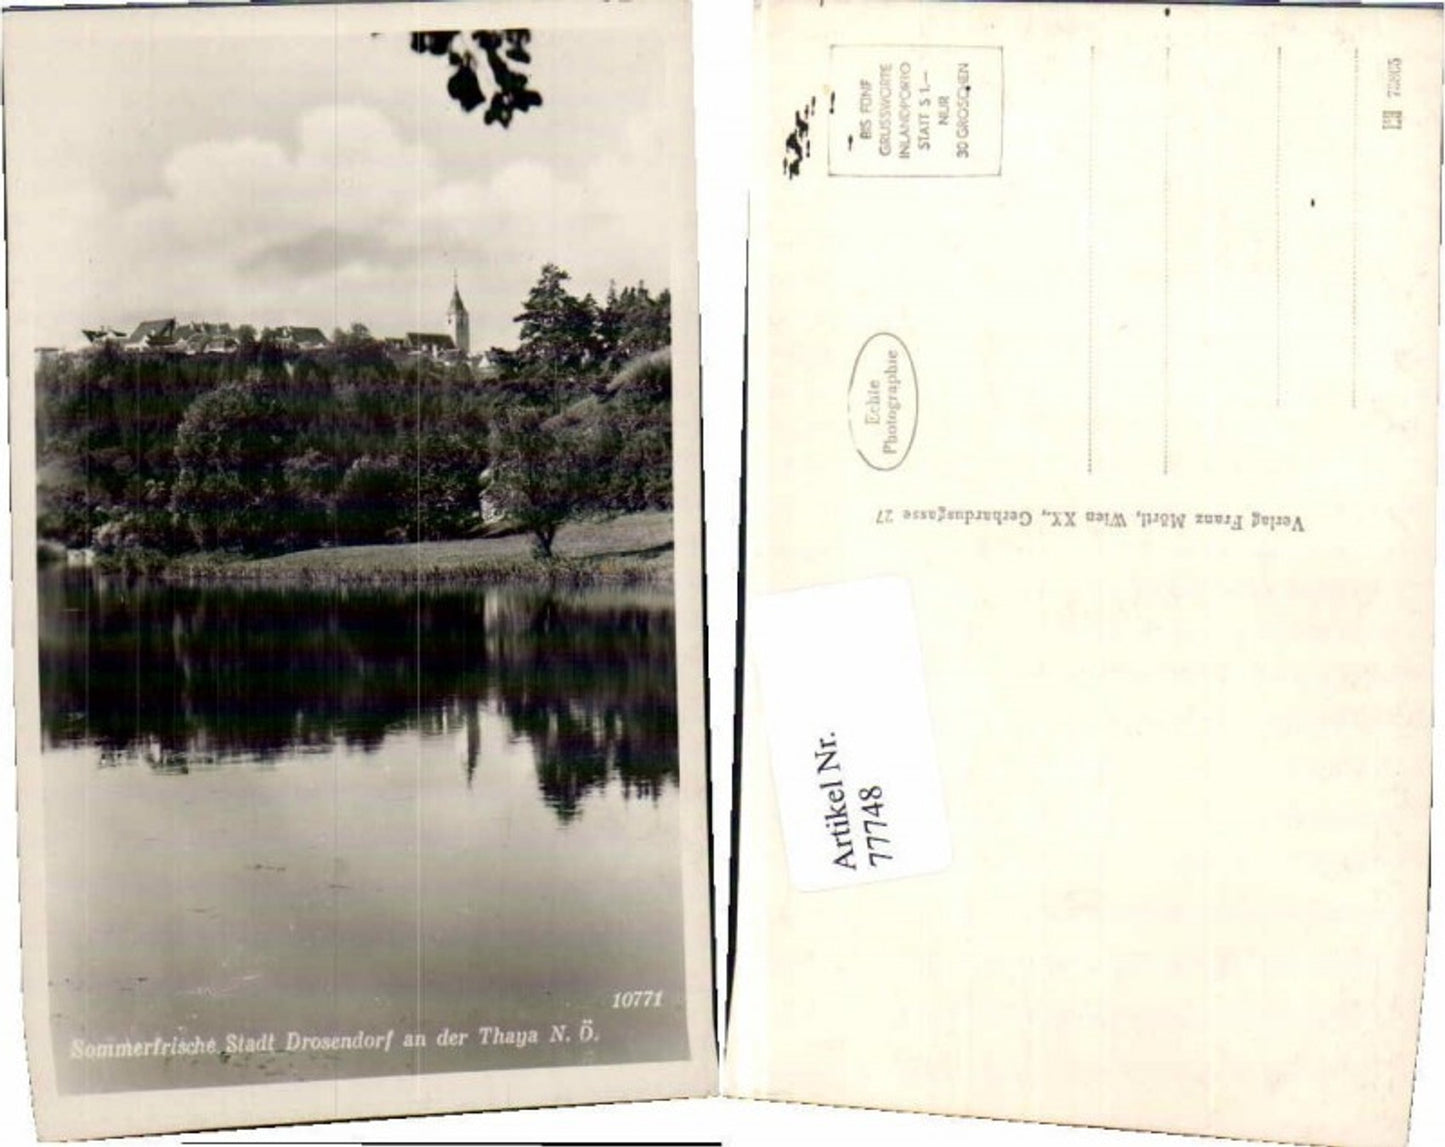 10771
Sommerfrische Stadt Drosendorf an der Thaya N. Ö.
BIS FÜNF
GRUSSWORTE
INLANDPORTO
STATT S 1.—
NUR
30 GROSCHEN
Echte
Photographie
Verlag Franz Mörtl, Wien XX., Gerhardusgasse 27
Artikel Nr.
77748